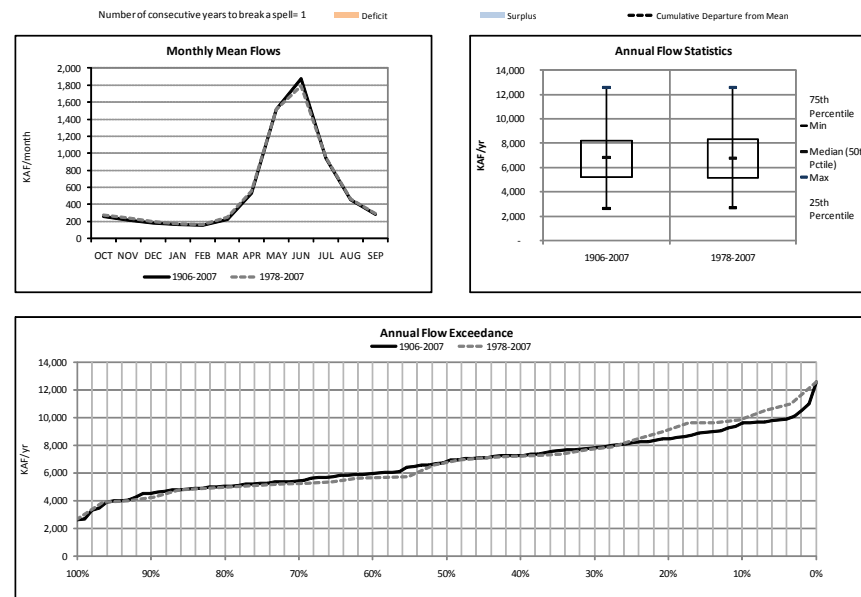 Number of consecutive years to break a spell= 1
Deficit
Surplus
Cumulative Departure from Mean
Monthly Mean Flows
2,000
1,800
1,600
1,400
1,200
1,000
800
600
400
200
0
KAF/month
OCT NOV DEC JAN FEB MAR APR MAY JUN JUL AUG SEP
1906-2007
1978-2007
Annual Flow Statistics
14,000
12,000
10,000
8,000
6,000
4,000
2,000
-
KAF/yr
1906-2007
1978-2007
75th
Percentile
Min
Median (50t
Pctile)
Max
25th
Percentile
Annual Flow Exceedance
1906-2007
1978-2007
14,000
12,000
10,000
8,000
6,000
4,000
2,000
0
KAF/yr
100% 90% 80% 70% 60% 50% 40% 30% 20% 10% 0%